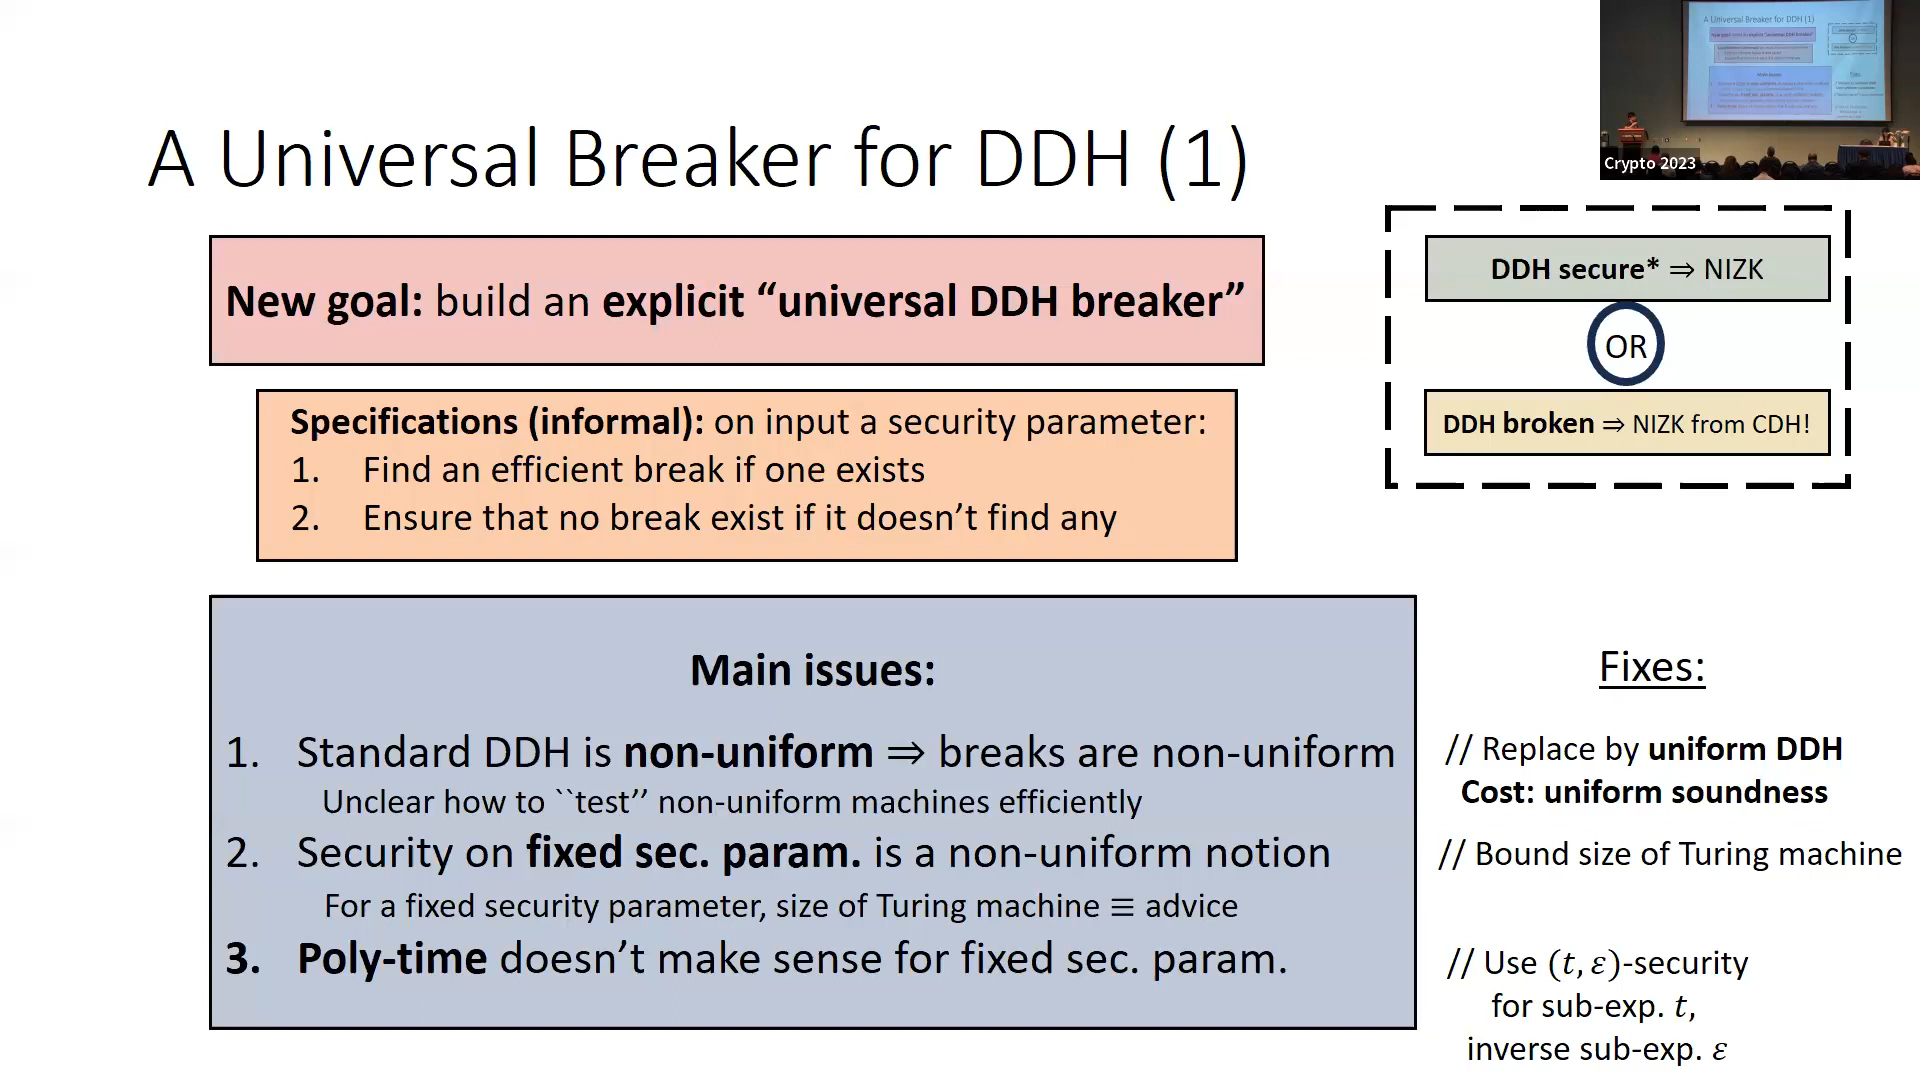 A Universal Breaker for DDH (1)
Crypto 2023
New goal: build an explicit “universal DDH breaker”
DDH secure* ⇒ NIZK
OR
DDH broken ⇒ NIZK from CDH!
Specifications (informal): on input a security parameter:
1. Find an efficient break if one exists
2. Ensure that no break exist if it doesn’t find any
Main issues:
1. Standard DDH is non-uniform ⇒ breaks are non-uniform
Unclear how to ``test’’ non-uniform machines efficiently
2. Security on fixed sec. param. is a non-uniform notion
For a fixed security parameter, size of Turing machine ≡ advice
3. Poly-time doesn’t make sense for fixed sec. param.
Fixes:
// Replace by uniform DDH
Cost: uniform soundness
// Bound size of Turing machine
// Use (t, ε)-security
for sub-exp. t,
inverse sub-exp. ε
A Universal Breaker for DDH (1)